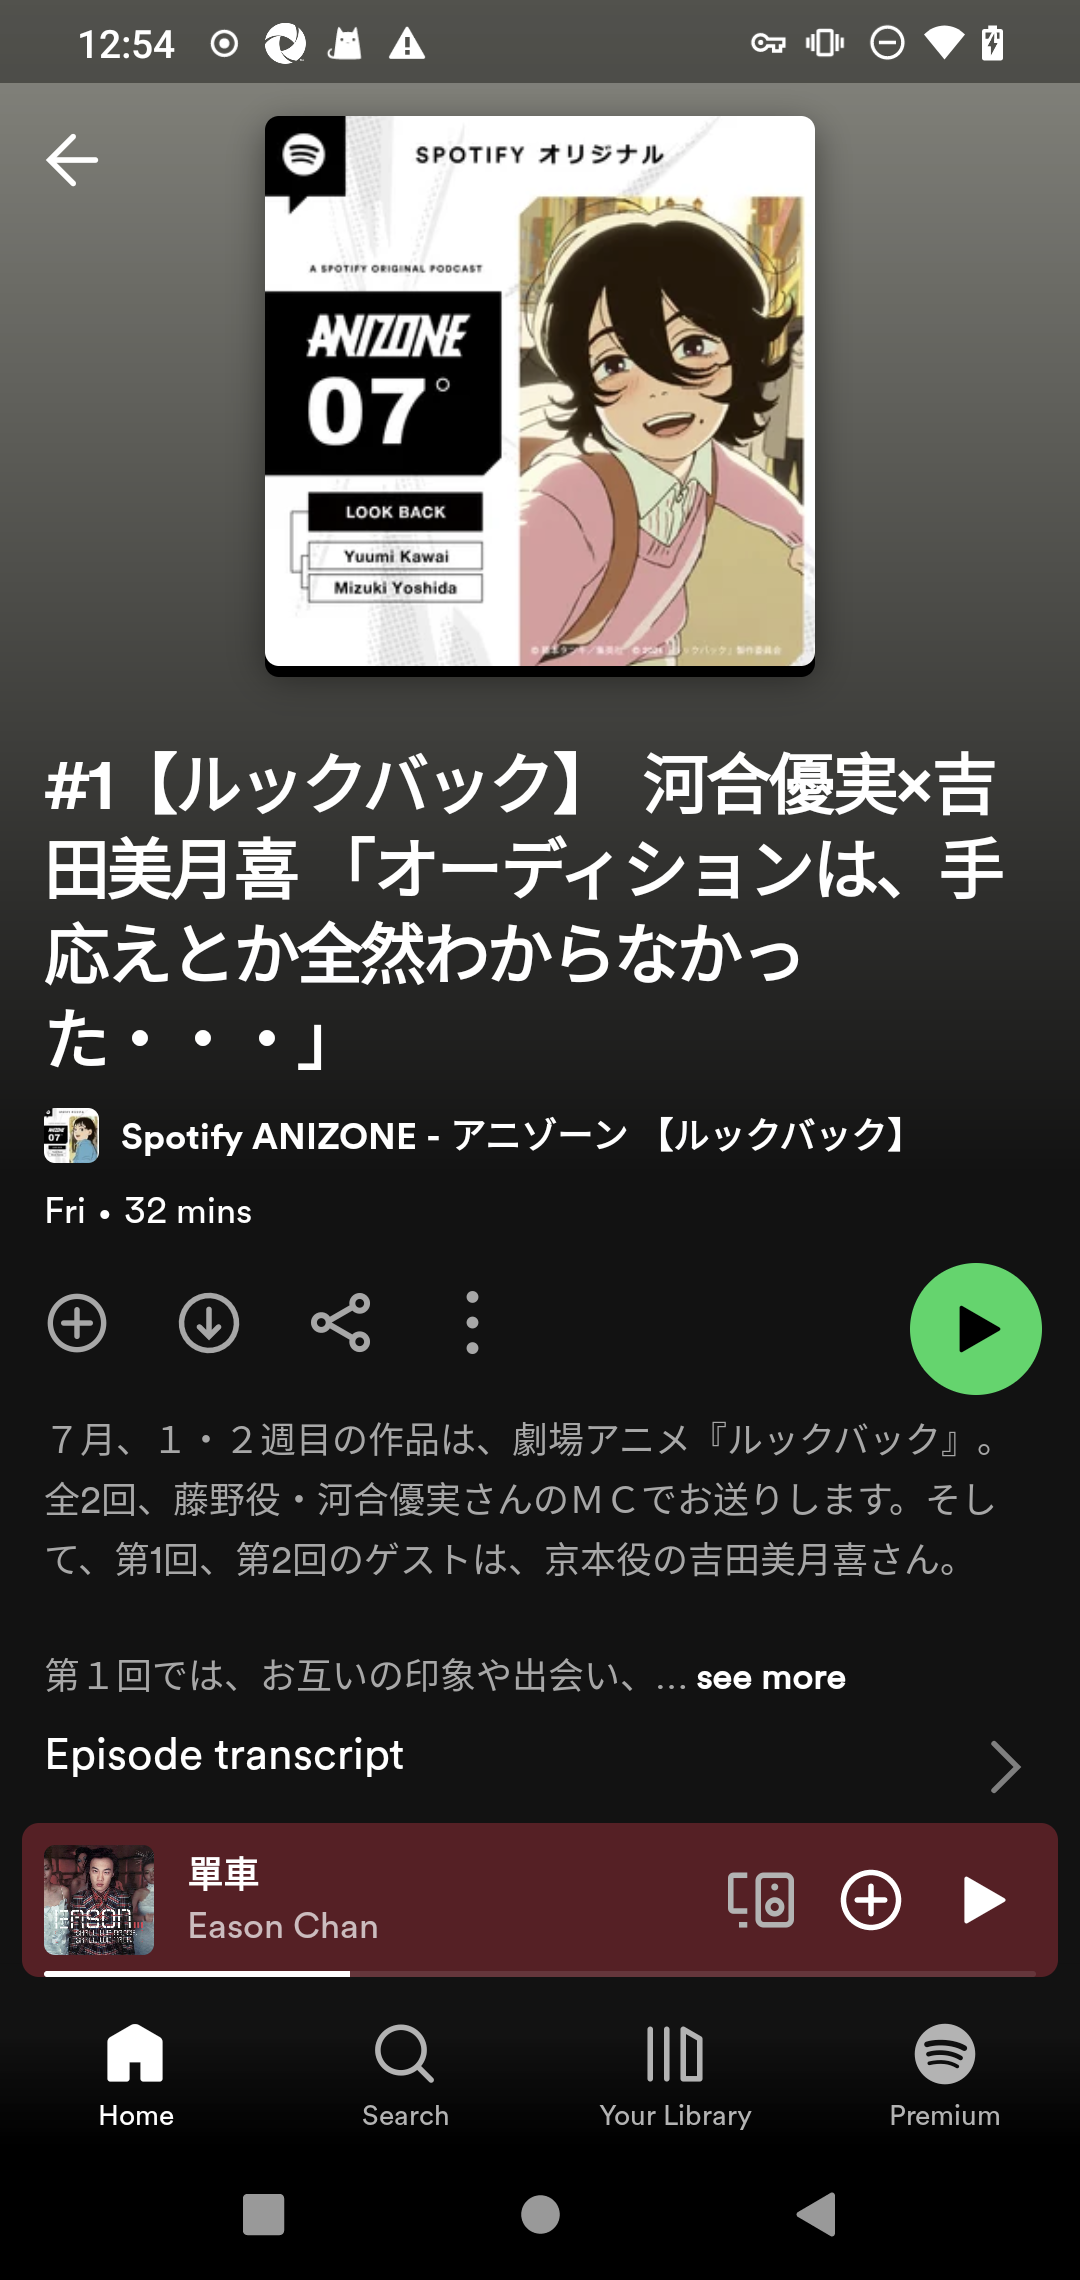 12:54
SPOTIFY オリジナル
A SPOTIFY ORIGINAL PODCAST
ANIZONE
07
LOOK BACK
Yuumi Kawai
Mizuki Yoshida
#1【ルックバック】 河合優実×吉
田美月喜 「オーディションは、手
応えとか全然わからなかっ
た・・・」
Spotify ANIZONE - アニゾーン 【ルックバック】
Fri • 32 mins
７月、１・２週目の作品は、劇場アニメ『ルックバック』。
全2回、藤野役・河合優実さんのＭＣでお送りします。そし
て、第1回、第2回のゲストは、京本役の吉田美月喜さん。
第１回では、お互いの印象や出会い、… see more
Episode transcript
單車
Eason Chan
Home
Search
Your Library
Premium